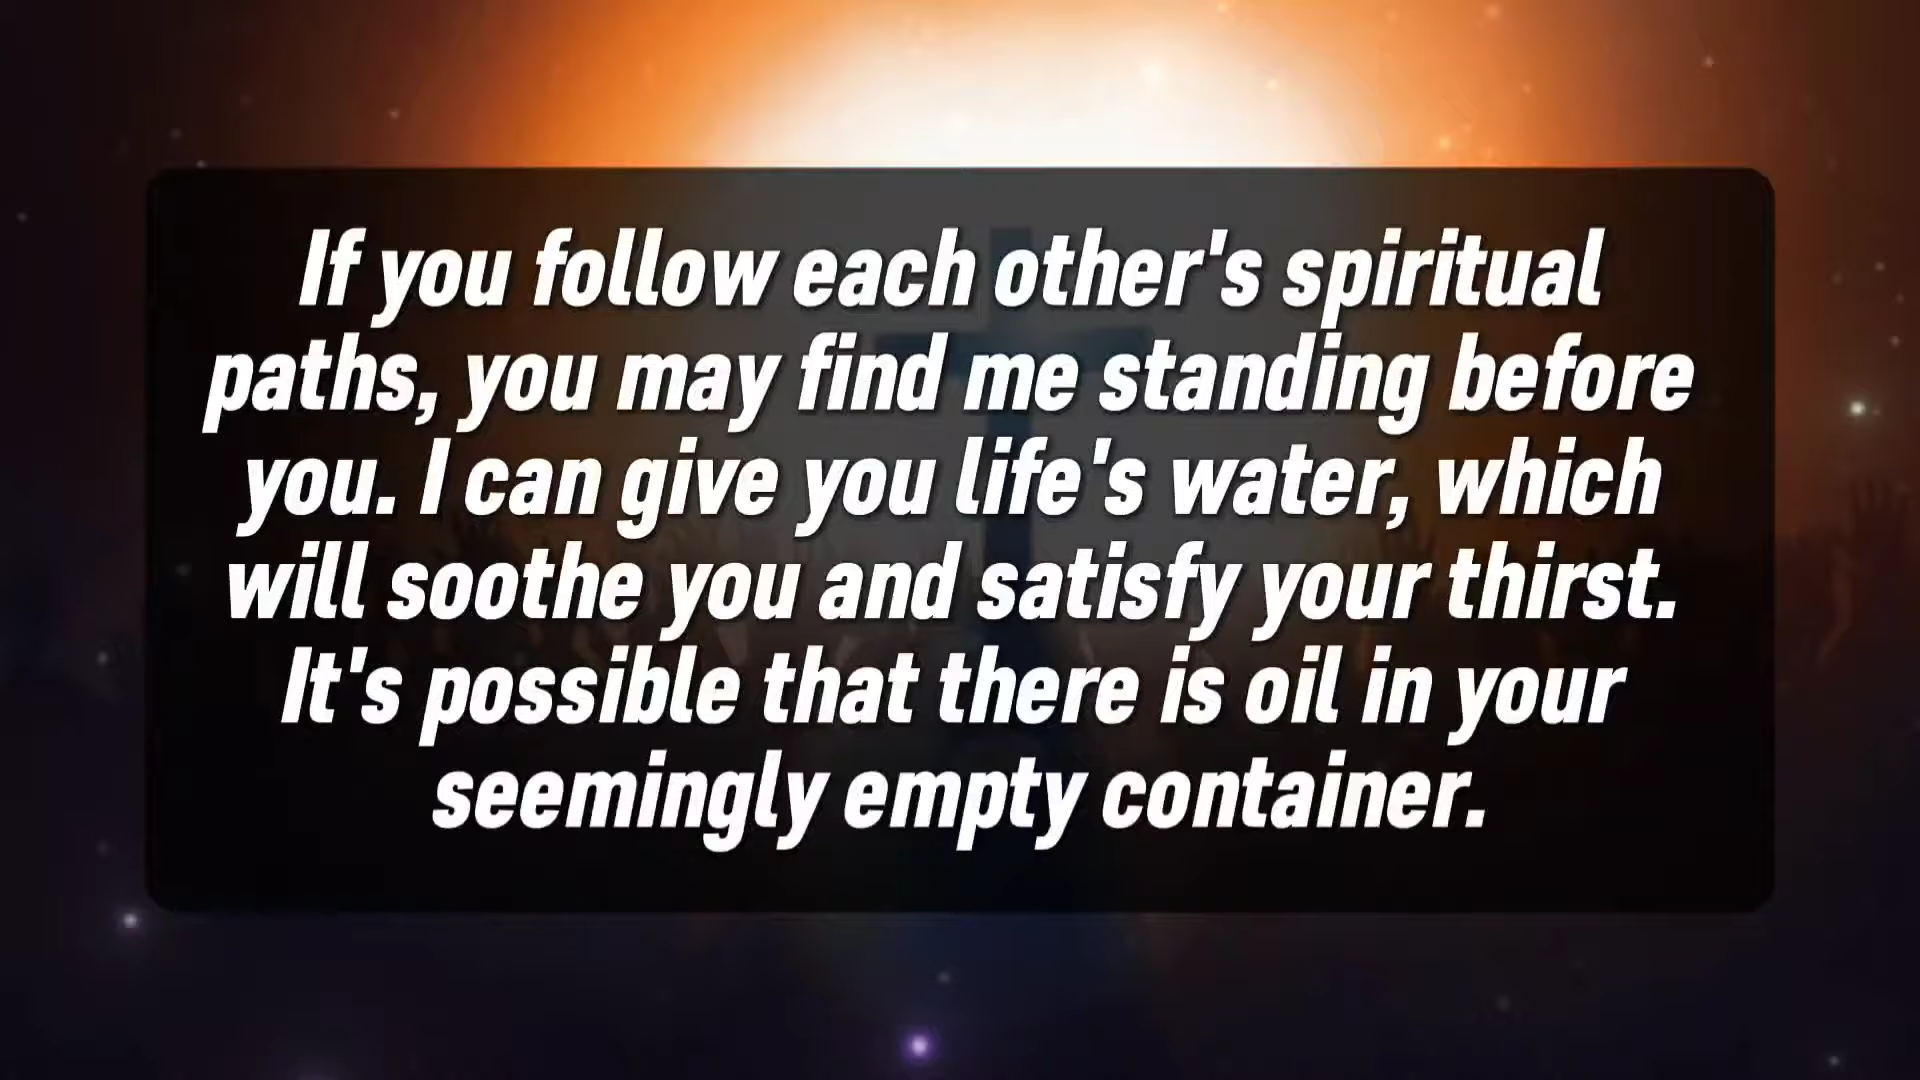 If you follow each other's spiritual
paths, you may find me standing before
you. I can give you life's water, which
will soothe you and satisfy your thirst.
It's possible that there is oil in your
seemingly empty container.